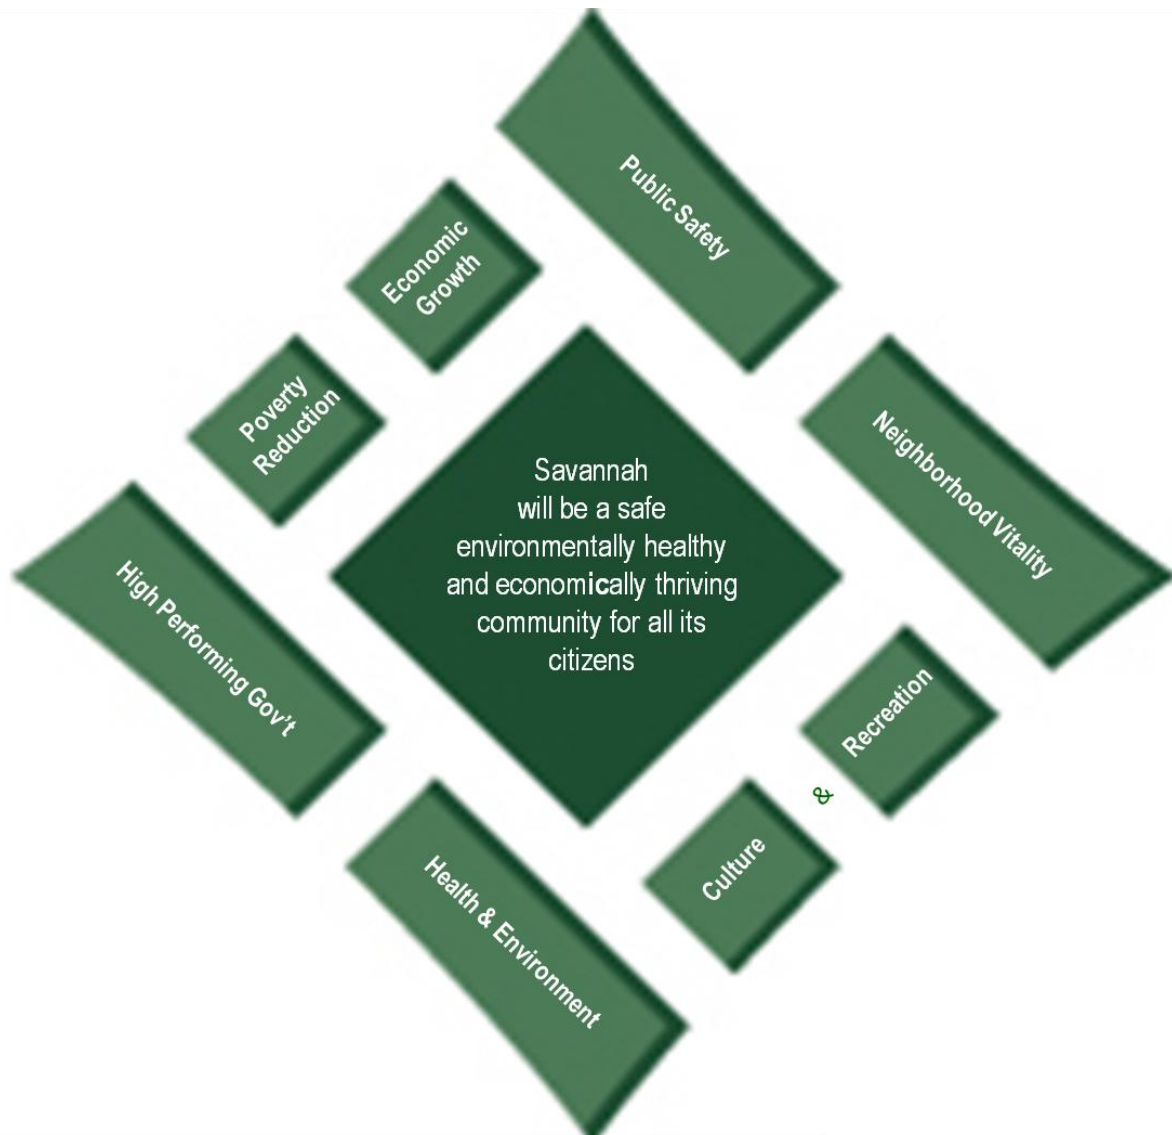 Public Safety
Economic
Growth
Poverty
Reduction
Neighborhood Vitality
Savannah
will be a safe
environmentally healthy
and economically thriving
community for all its
citizens
High Performing Gov't
Recreation
&
Culture
Health & Environment